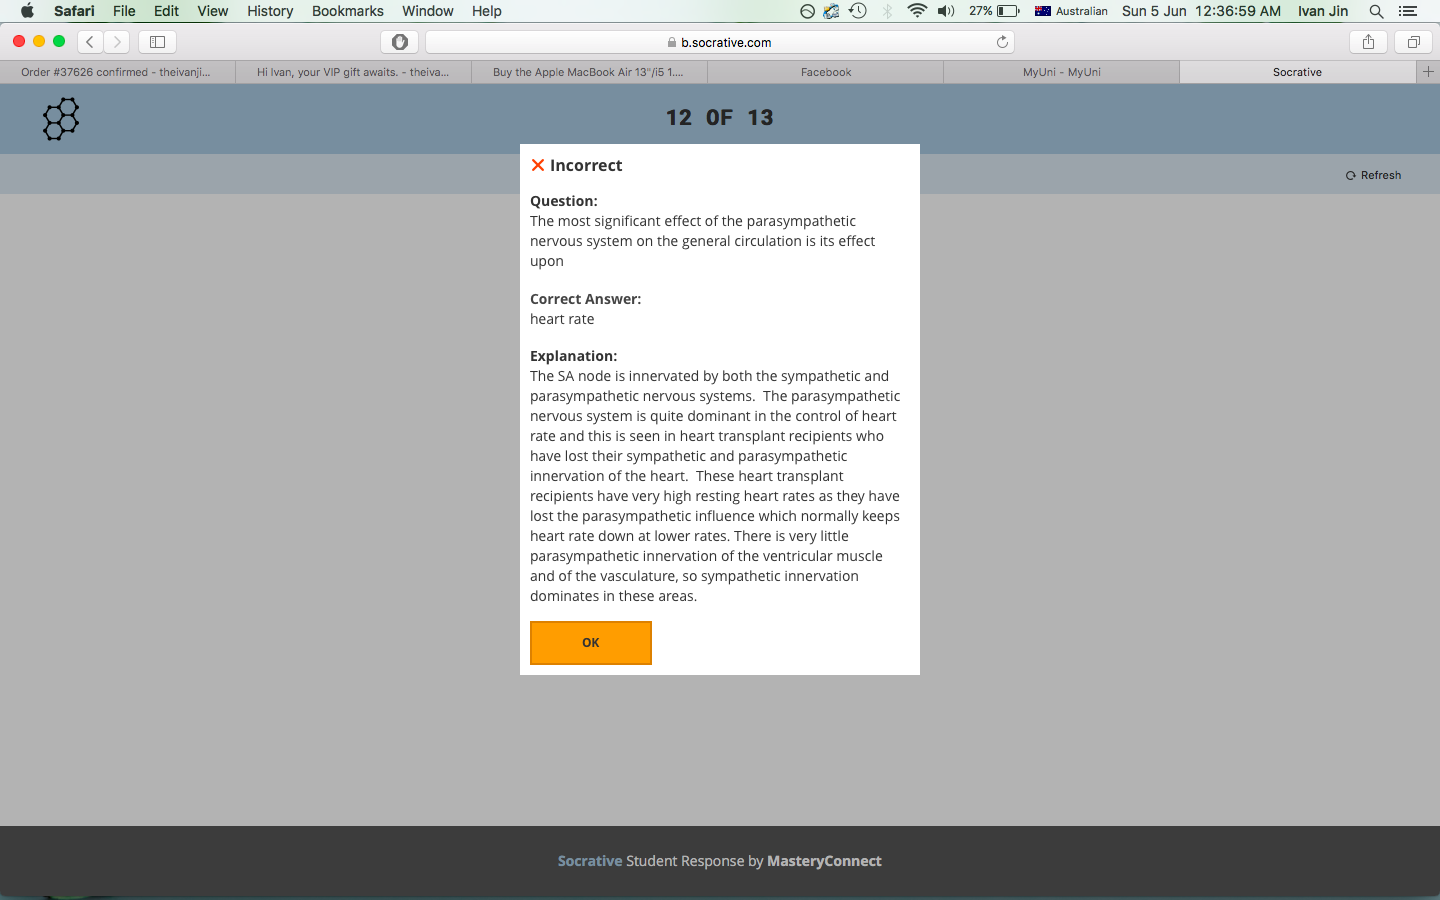 Safari File Edit View History Bookmarks Window Help 27% Australian Sun 5 Jun 12:36:59 AM Ivan Jin
b.socrative.com
Order #37626 confirmed - theivanji... Hi Ivan, your VIP gift awaits. - theiva... Buy the Apple MacBook Air 13"/i5 1.... Facebook MyUni - MyUni Socrative
12 OF 13
Refresh
Incorrect
Question:
The most significant effect of the parasympathetic
nervous system on the general circulation is its effect
upon
Correct Answer:
heart rate
Explanation:
The SA node is innervated by both the sympathetic and
parasympathetic nervous systems.  The parasympathetic
nervous system is quite dominant in the control of heart
rate and this is seen in heart transplant recipients who
have lost their sympathetic and parasympathetic
innervation of the heart.  These heart transplant
recipients have very high resting heart rates as they have
lost the parasympathetic influence which normally keeps
heart rate down at lower rates. There is very little
parasympathetic innervation of the ventricular muscle
and of the vasculature, so sympathetic innervation
dominates in these areas.
OK
Socrative Student Response by MasteryConnect